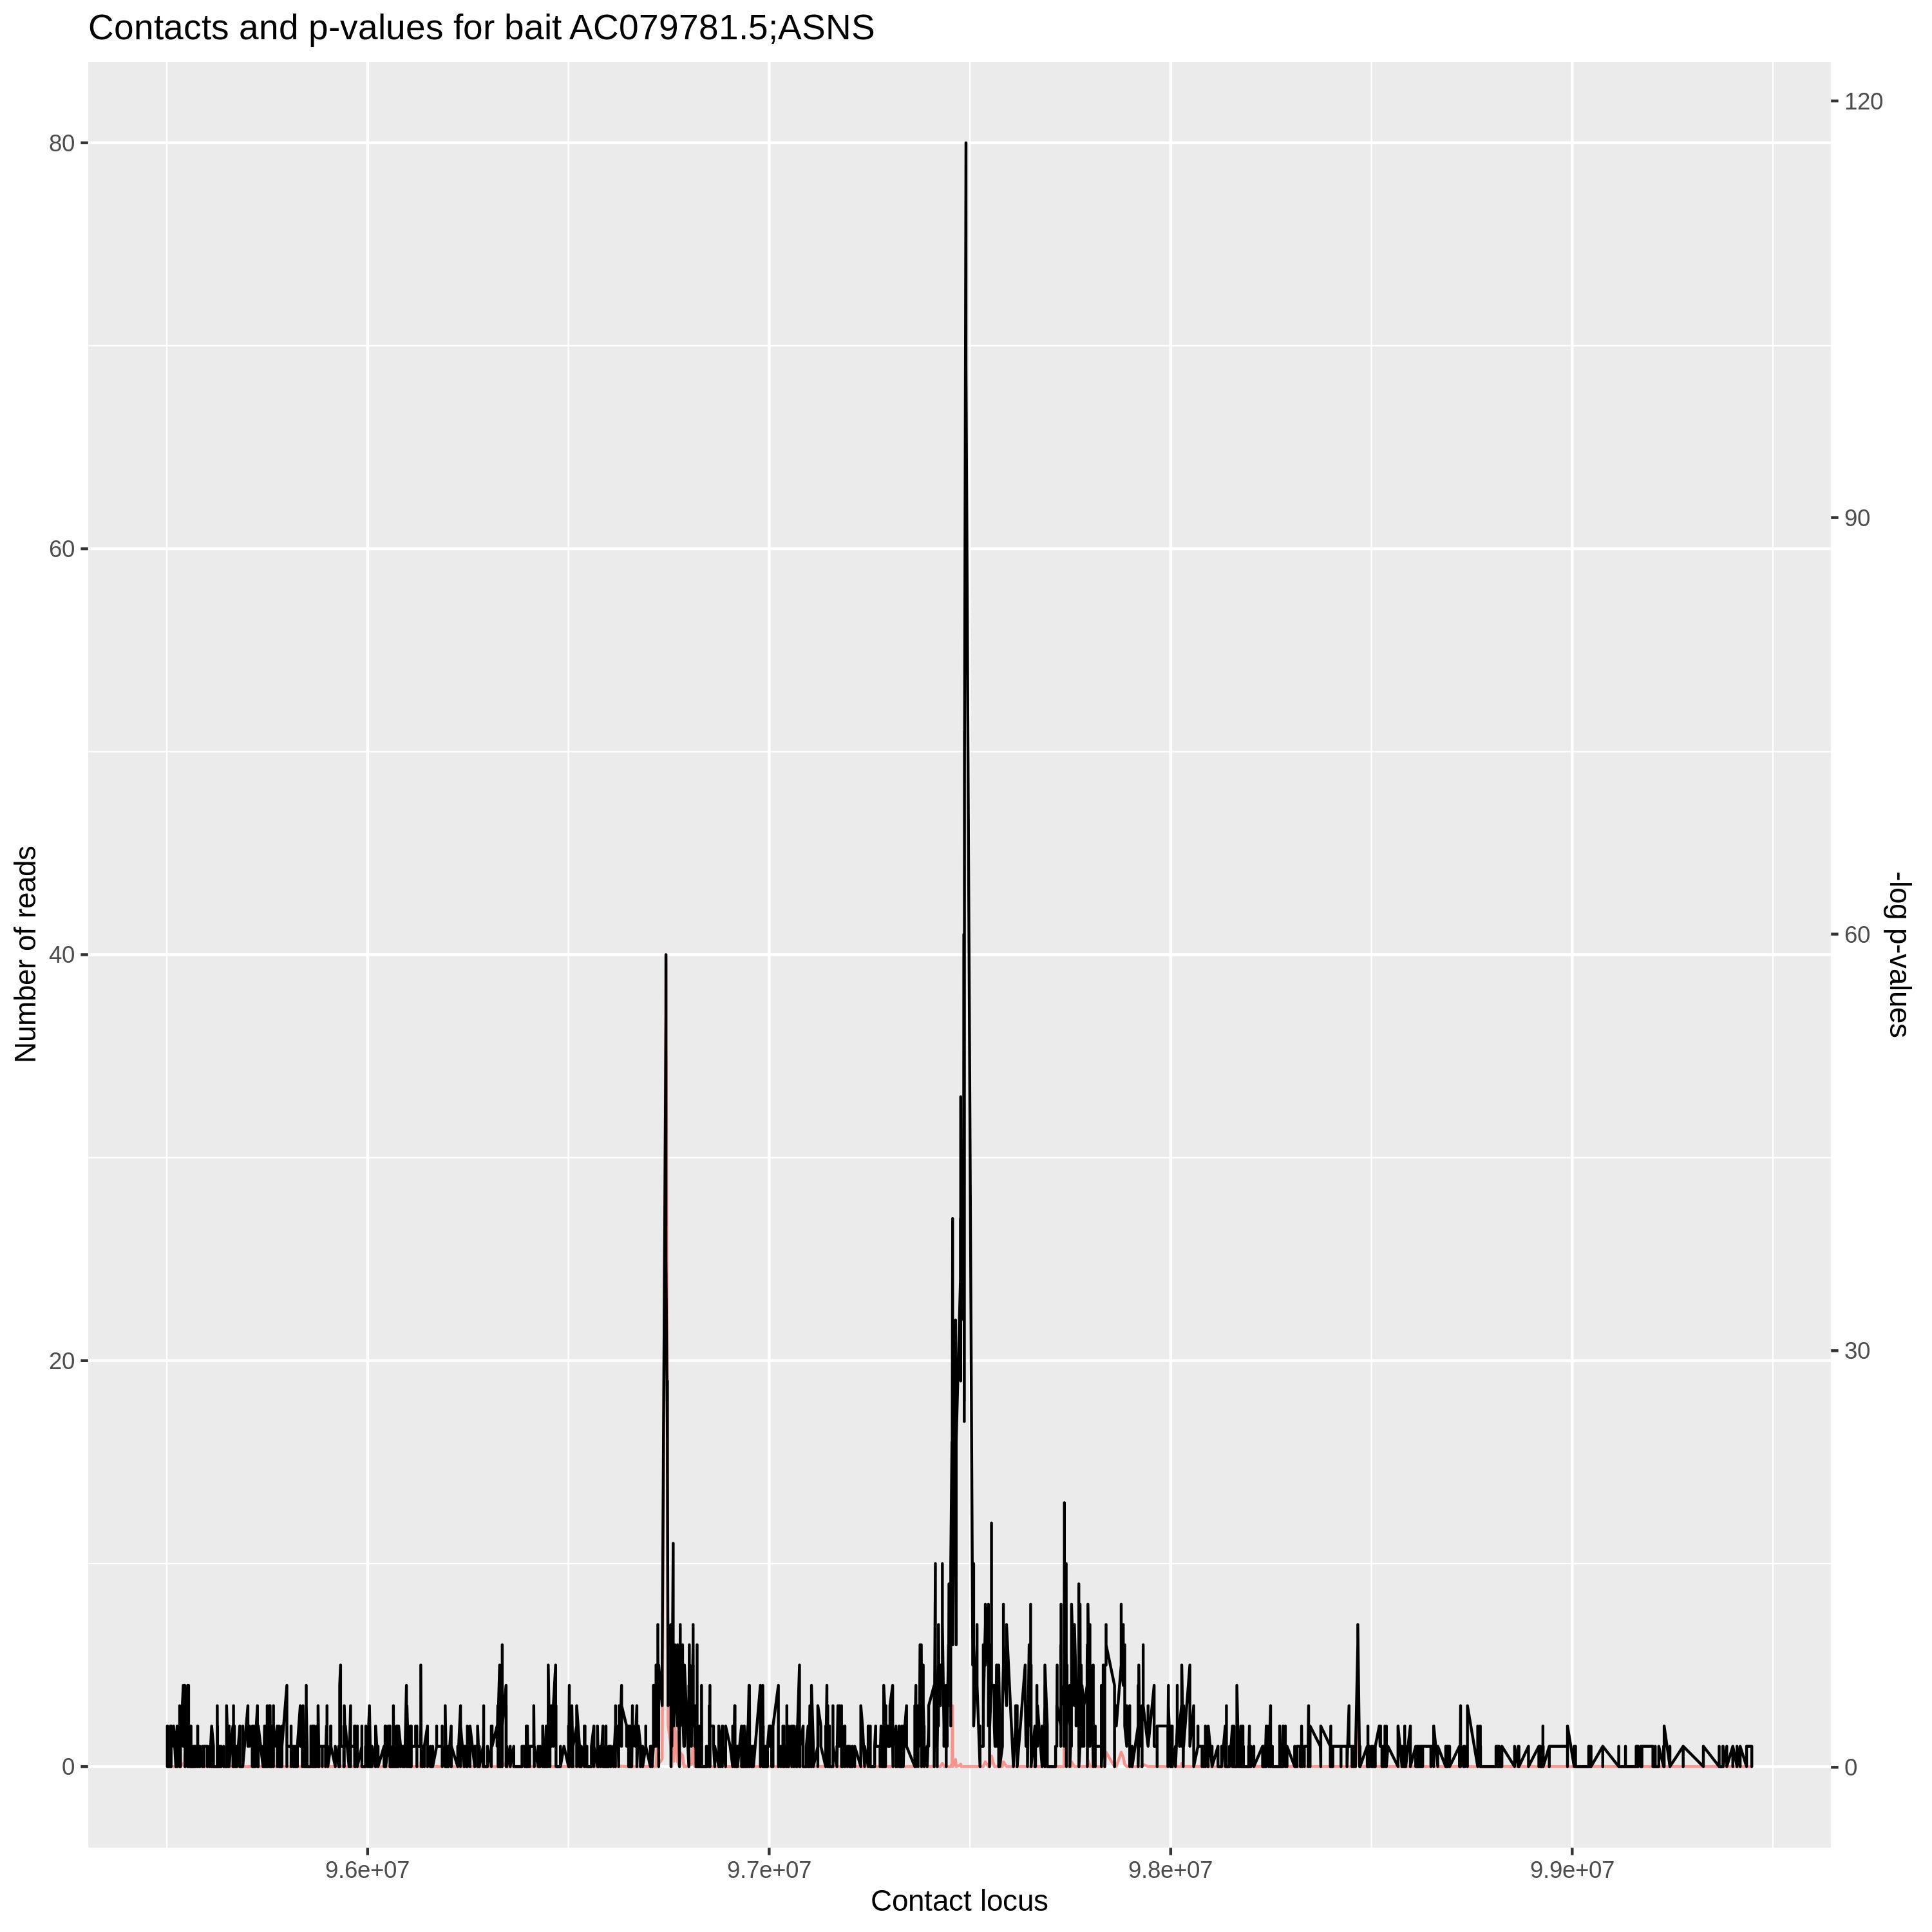 Contacts and p-values for bait AC079781.5;ASNS
80
60
40
20
0
Number of reads
120
90
60
30
0
-log p-values
9.6e+07 9.7e+07 9.8e+07 9.9e+07
Contact locus